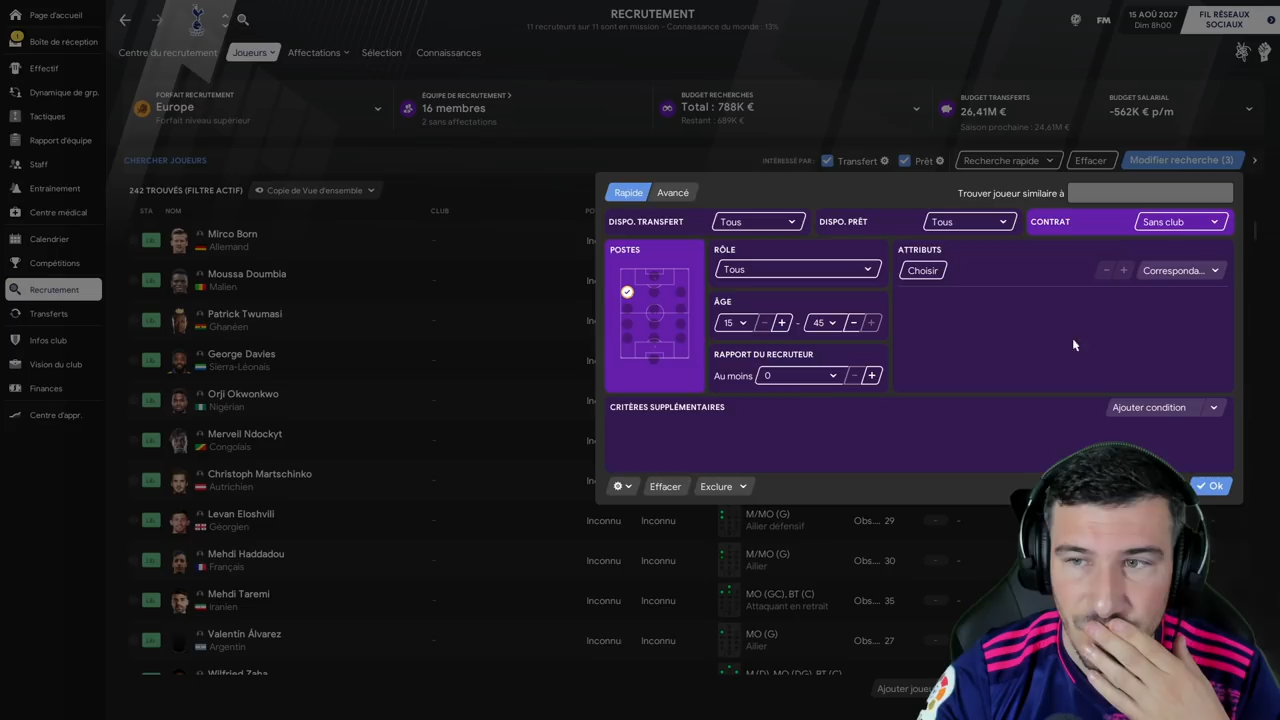 Page d'accueil
Boîte de réception
Effectif
Dynamique de grp.
Tactiques
Rapport d'équipe
Staff
Entrainement
Centre médical
Calendrier
Compétitions
Recrutement
Transferts
Infos club
Vision du club
Finances
Centre d'appr.
RECRUTEMENT
11 recruteurs sur 11 sont en mission - Connaissance du monde : 13%
FM
15 AOÛ 2027
Dim 8h00
FIL RÉSEAUX
SOCIAUX
Centre du recrutement
Joueurs
Affectations
Sélection
Connaissances
FORFAIT RECRUTEMENT
Europe
Forfait niveau supérieur
ÉQUIPE DE RECRUTEMENT >
16 membres
2 sans affectations
BUDGET RECHERCHES
Total : 788K €
Restant : 689K €
BUDGET TRANSFERTS
26,41M €
Saison prochaine : 24,61M €
BUDGET SALARIAL
-562K € p/m
CHERCHER JOUEURS
INTÉRESSÉ PAR:
Transfert
Prêt
Recherche rapide
Effacer
Modifier recherche (3)
242 TROUVÉS (FILTRE ACTIF)
Copie de Vue d'ensemble
STA
NOM
CLUB
Mirco Born
Allemand
Moussa Doumbia
Malien
Patrick Twumasi
Ghanéen
George Davies
Sierra-Léonais
Orji Okwonkwo
Nigérian
Merveil Ndockyt
Congolais
Christoph Martschinko
Autrichien
Levan Eloshvili
Géorgien
Inconnu
Inconnu
M/MO (G)
Ailier défensif
Obs.... 29
Mehdi Haddadou
Français
Inconnu
Inconnu
M/MO (G)
Ailier
Obs.... 30
Mehdi Taremi
Iranien
Inconnu
Inconnu
MO (GC), BT (C)
Attaquant en retrait
Obs.... 35
Valentín Álvarez
Argentin
Inconnu
Inconnu
MO (G)
Ailier
Obs.... 27
Wilfried Zaha
M (D), MO (DG), BT (C)
Rapide
Avancé
Trouver joueur similaire à
DISPO. TRANSFERT
Tous
DISPO. PRÊT
Tous
CONTRAT
Sans club
POSTES
RÔLE
Tous
ÂGE
15
-
45
RAPPORT DU RECRUTEUR
Au moins
0
ATTRIBUTS
Choisir
Corresponda...
CRITÈRES SUPPLÉMENTAIRES
Ajouter condition
Effacer
Exclure
Ok